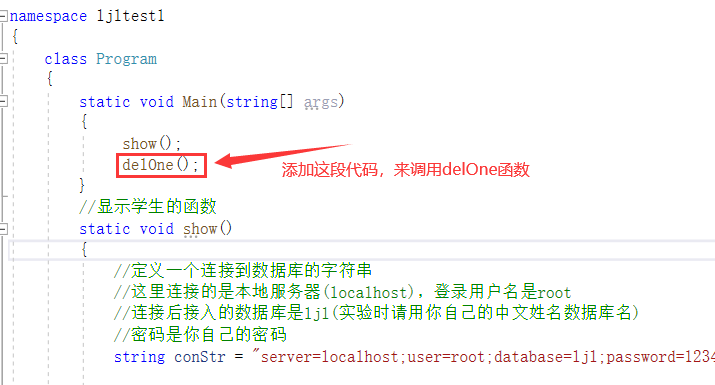 namespace ljltest1
{
class Program
{
static void Main(string[] args)
{
show();
delOne();
添加这段代码，来调用delOne函数
}
//显示学生的函数
static void show()
{
//定义一个连接到数据库的字符串
//这里连接的是本地服务器(localhost)，登录用户名是root
//连接后接入的数据库是ljl(实验时请用你自己的中文姓名数据库名)
//密码是你自己的密码
string conStr = "server=localhost;user=root;database=ljl;password=1234